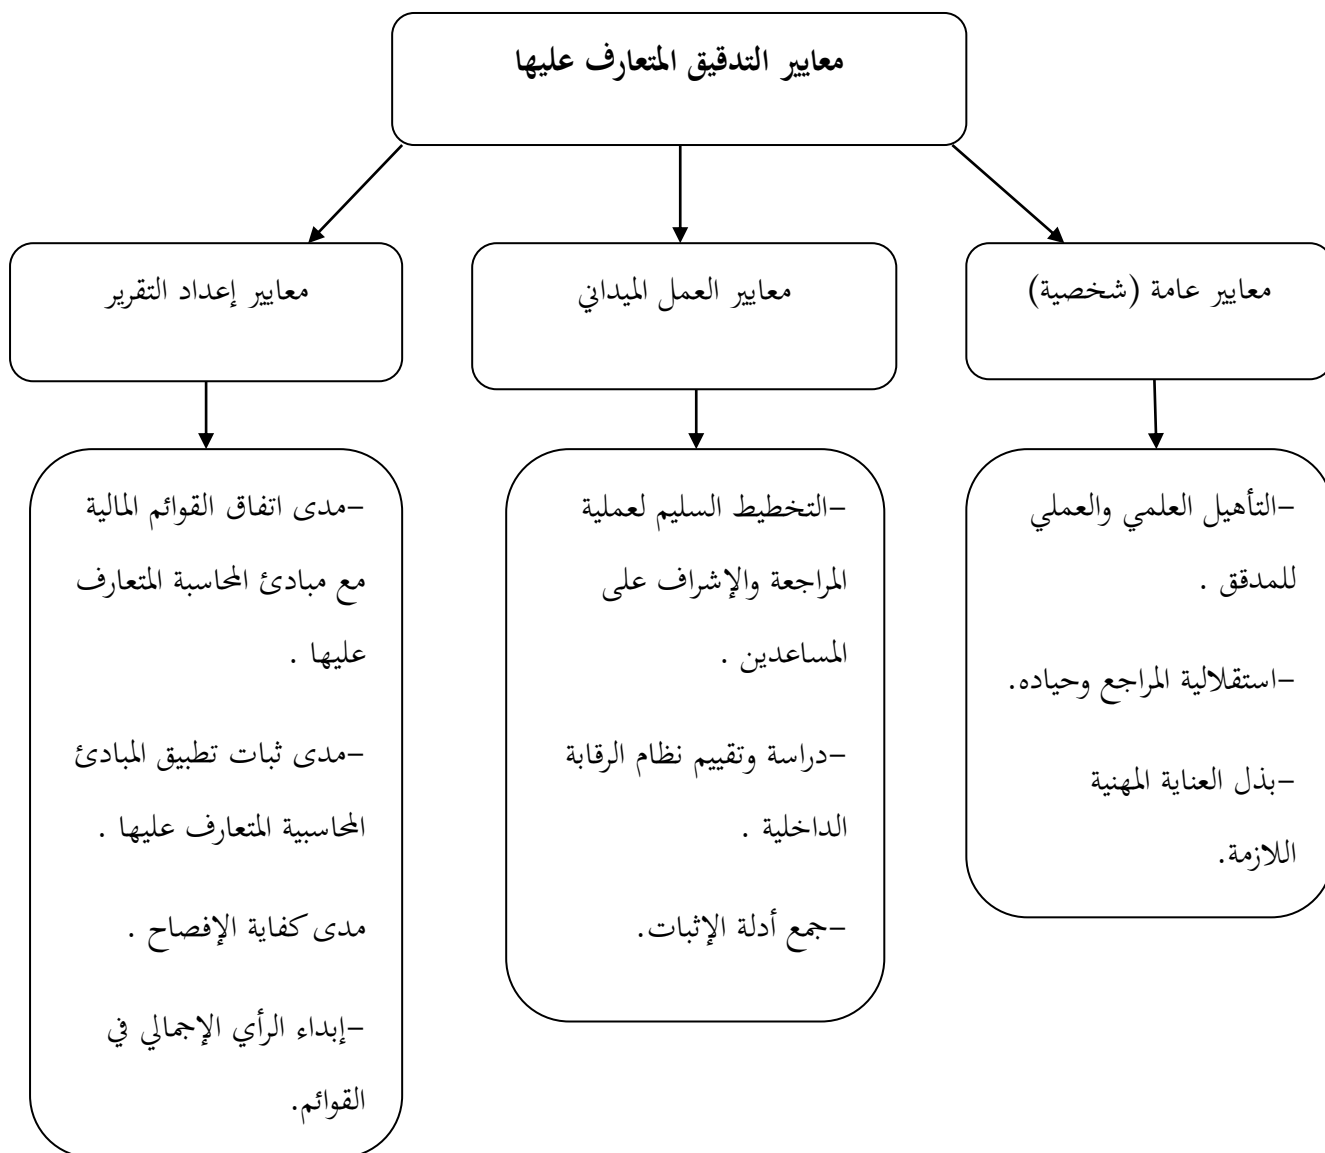 معايير التدقيق المتعارف عليها
معايير عامة (شخصية)
معايير العمل الميداني
معايير إعداد التقرير
-التأهيل العلمي والعملي
للمدقق .
-استقلالية المراجع وحياده.
-بذل العناية المهنية
اللازمة.
-التخطيط السليم لعملية
المراجعة والإشراف على
المساعدين .
-دراسة وتقييم نظام الرقابة
الداخلية .
-جمع أدلة الإثبات.
-مدى اتفاق القوائم المالية
مع مبادئ المحاسبة المتعارف
عليها .
-مدى ثبات تطبيق المبادئ
المحاسبية المتعارف عليها .
مدى كفاية الإفصاح .
-إبداء الرأي الإجمالي في
القوائم.